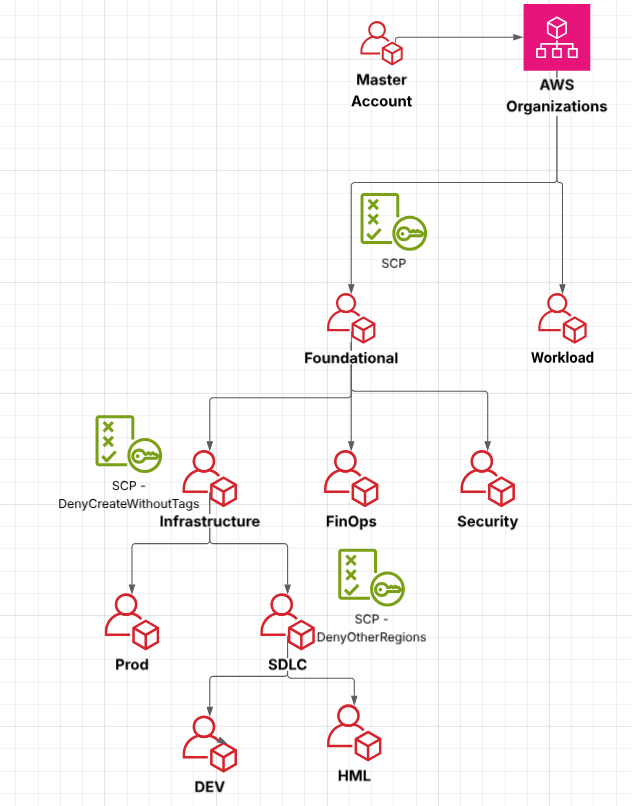 Master
Account
AWS
Organizations
SCP
Foundational
Workload
SCP -
DenyCreateWithoutTags
Infrastructure
FinOps
Security
SCP -
DenyOtherRegions
Prod
SDLC
DEV
HML